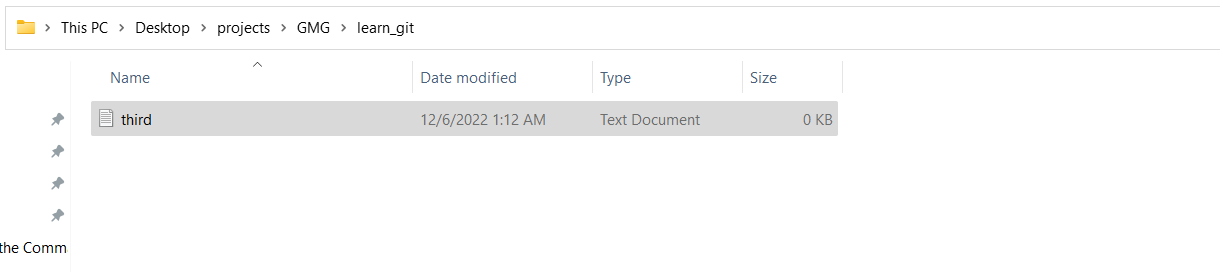 This PC > Desktop > projects > GMG > learn_git
Name Date modified Type Size
third 12/6/2022 1:12 AM Text Document 0 KB
the Comm